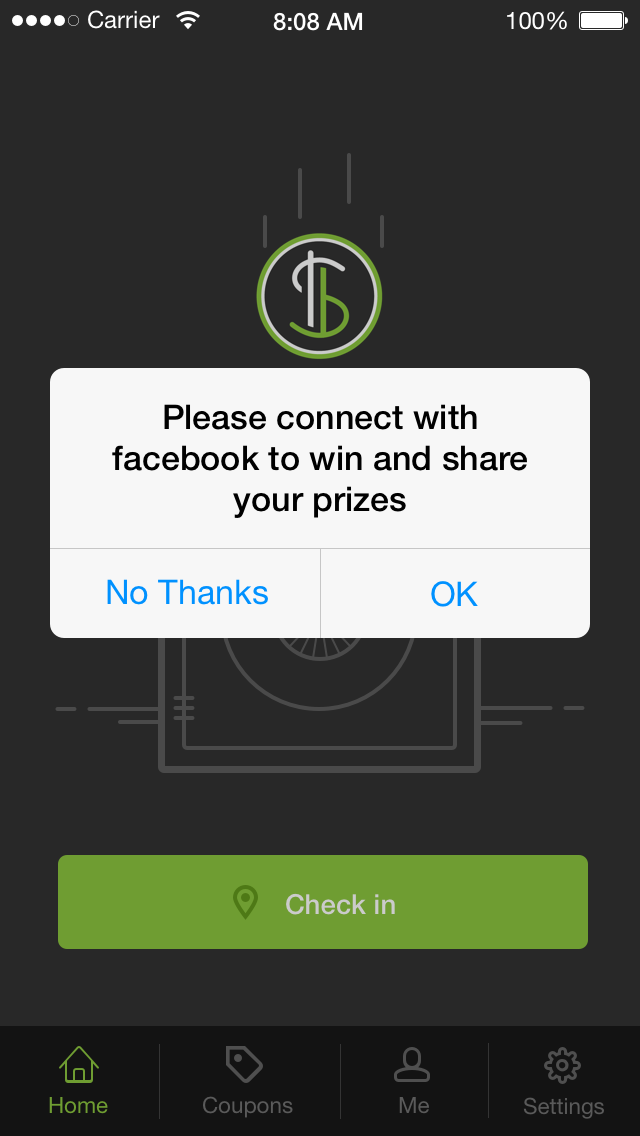 Carrier 8:08 AM 100%
Please connect with
facebook to win and share
your prizes
No Thanks OK
Check in
Home Coupons Me Settings